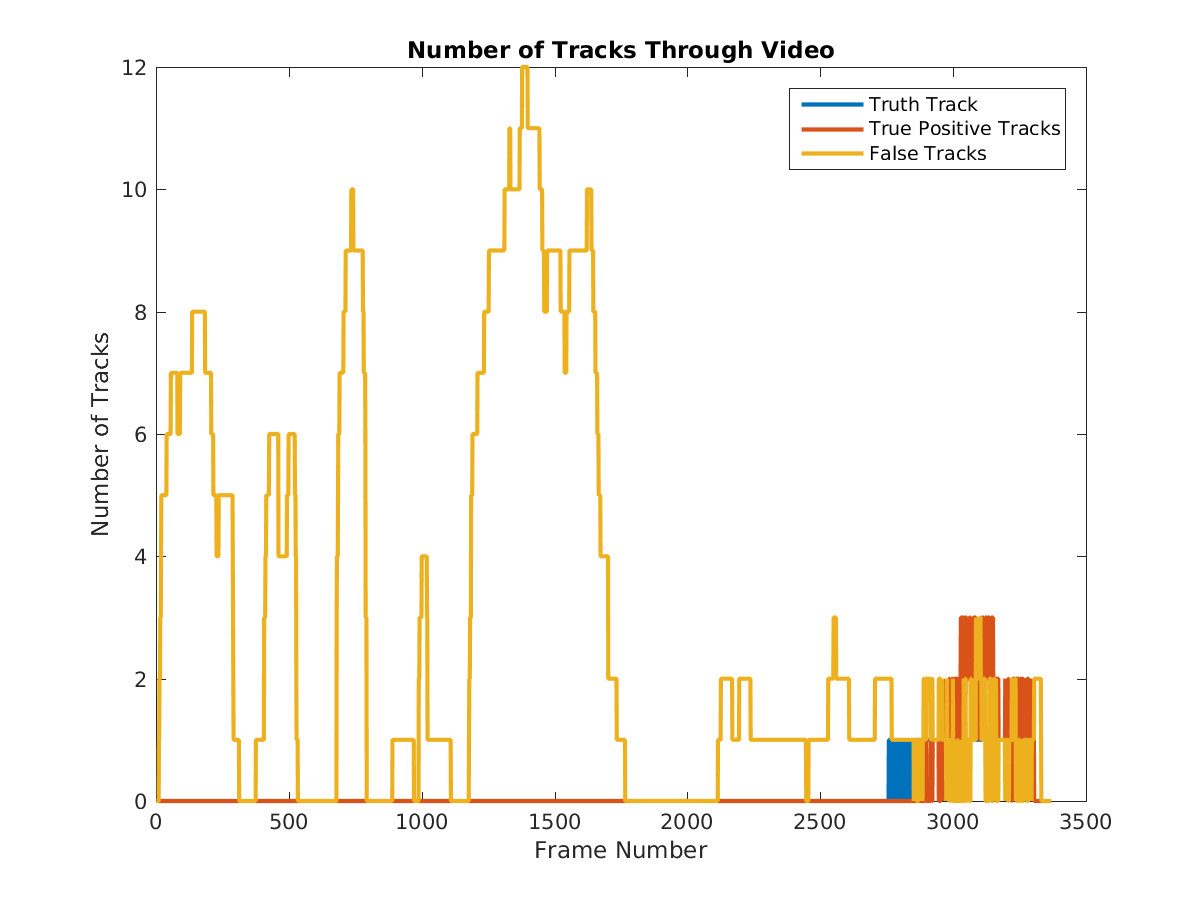 Number of Tracks Through Video
12
10
8
6
4
2
0
Number of Tracks
Truth Track
True Positive Tracks
False Tracks
0 500 1000 1500 2000 2500 3000 3500
Frame Number